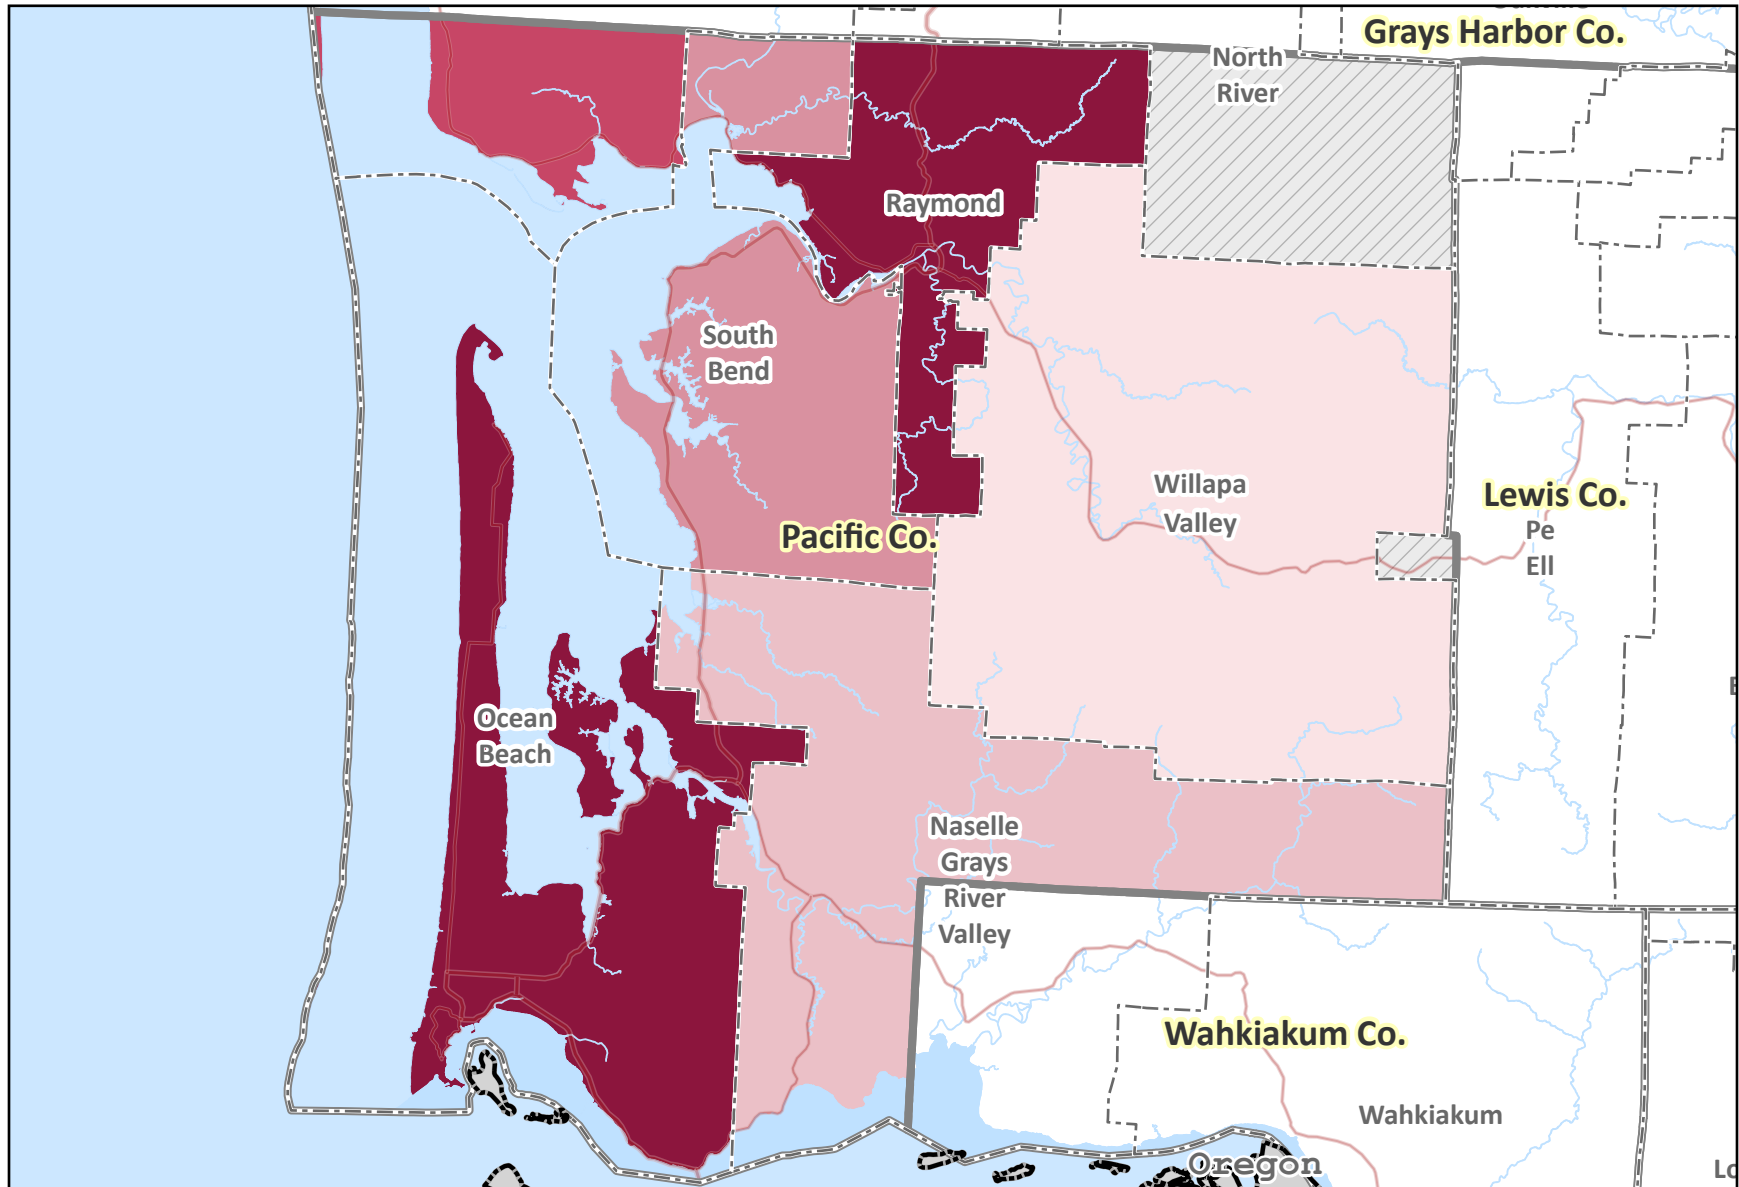 Grays Harbor Co.
North
River
Raymond
South
Bend
Willapa
Valley
Lewis Co.
Pe
Ell
Pacific Co.
Ocean
Beach
Naselle
Grays
River
Valley
Wahkiakum Co.
Wahkiakum
Oregon